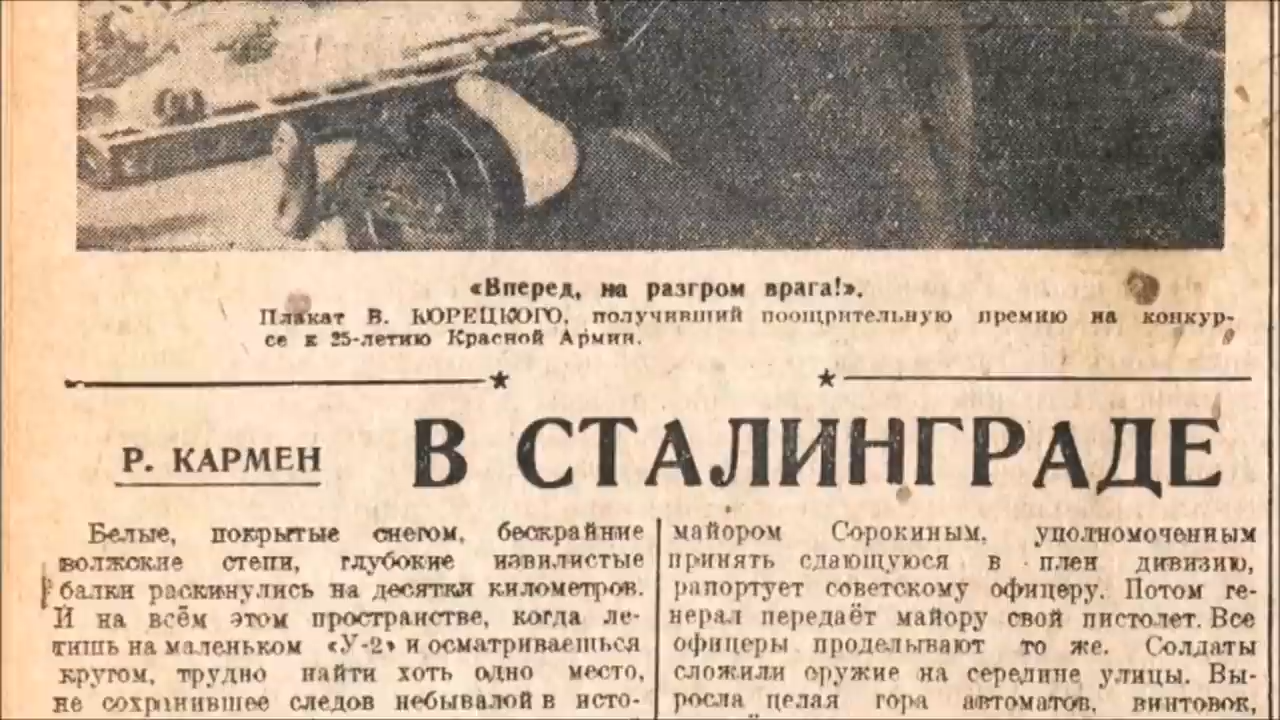 «Вперед, на разгром врага!».
Плакат В. КОРЕЦКОГО, получивший поощрительную премию на конкур-
се к 25-летию Красной Армии.
Р. КАРМЕН
В СТАЛИНГРАДЕ
Белые, покрытые снегом, бескрайние
волжские степи, глубокие извилистые
балки раскинулись на десятки километров.
И на всём этом пространстве, когда ле-
тишь на маленьком «У-2» и осматриваешься
кругом, трудно найти хоть одно место,
не сохранившее следов небывалой в исто-
майором Сорокиным, уполномоченным
принять сдающуюся в плен дивизию,
рапортует советскому офицеру. Потом ге-
нерал передаёт майору свой пистолет. Все
офицеры проделывают то же. Солдаты
сложили оружие на середине улицы. Вы-
росла целая гора автоматов, винтовок,